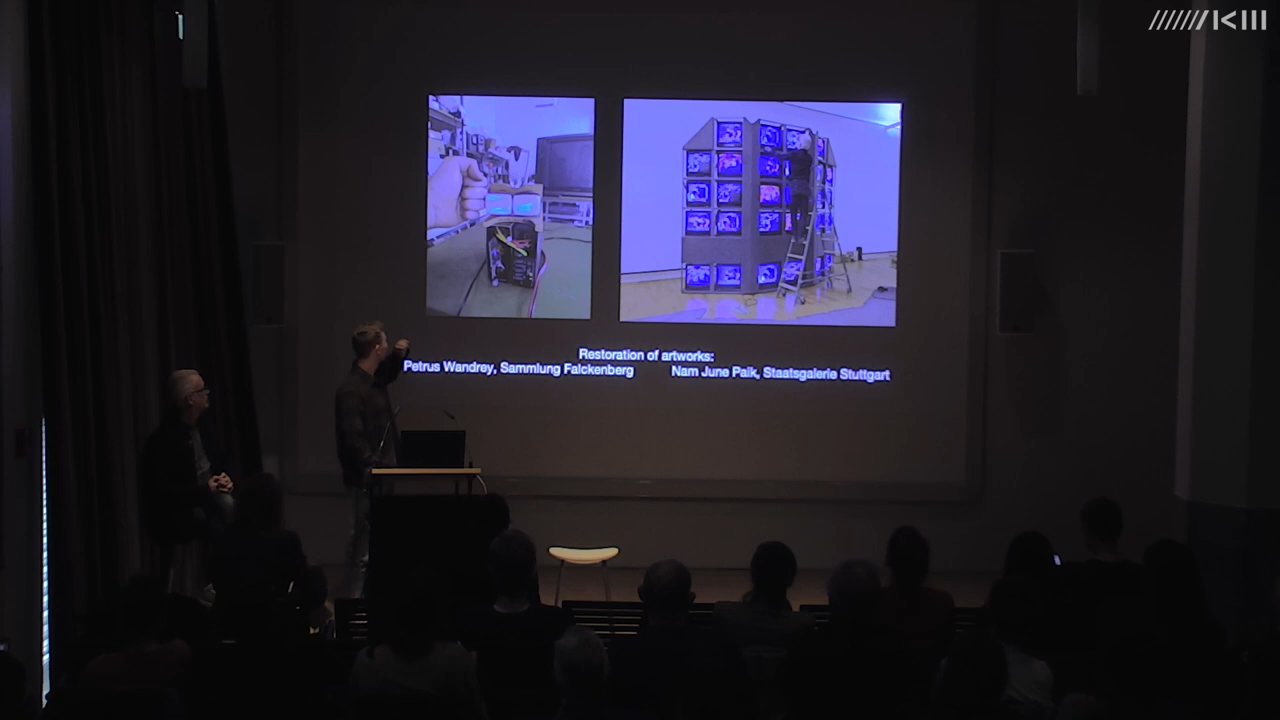 //////KIII
Restoration of artworks:
Petrus Wandrey, Sammlung Falckenberg Nam June Paik, Staatsgalerie Stuttgart